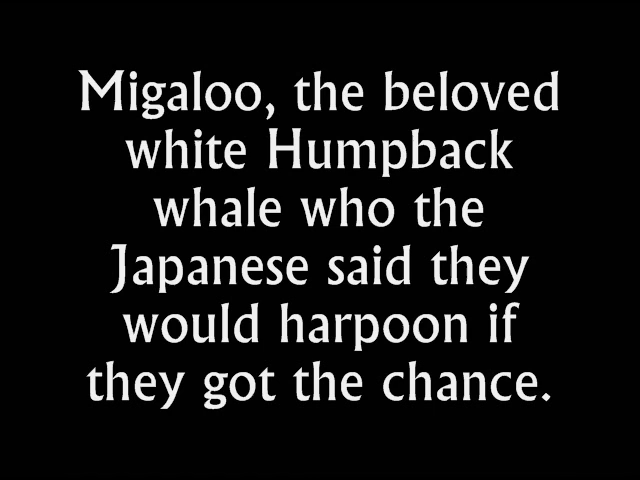 Migaloo, the beloved
white Humpback
whale who the
Japanese said they
would harpoon if
they got the chance.